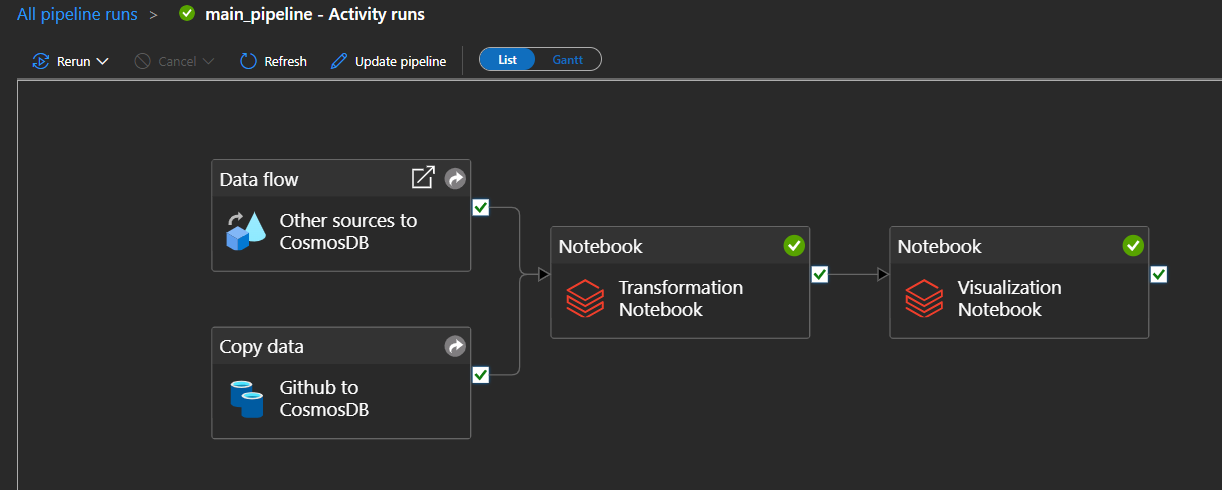 All pipeline runs > main_pipeline - Activity runs
Rerun Cancel Refresh Update pipeline List Gantt
Data flow
Other sources to
CosmosDB
Copy data
Github to
CosmosDB
Notebook
Transformation
Notebook
Notebook
Visualization
Notebook